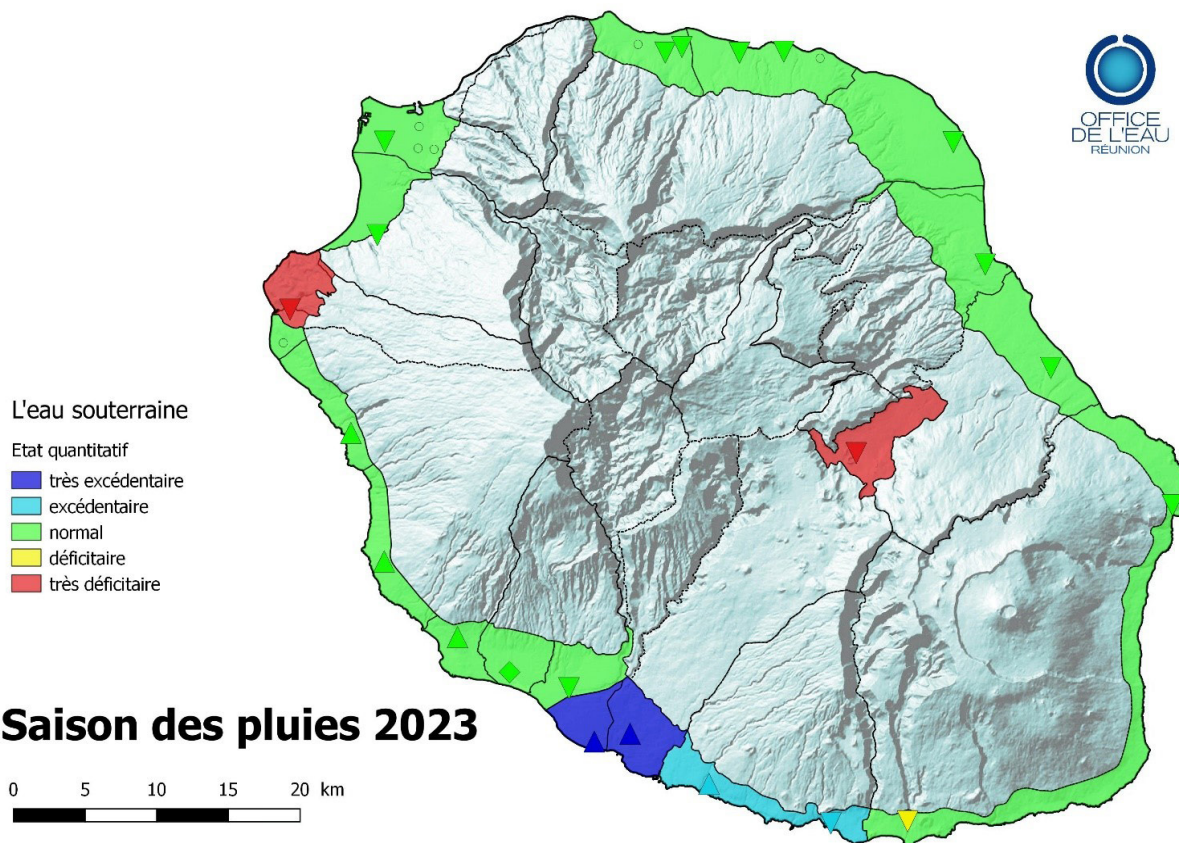 OFFICE
DE L'EAU
RÉUNION
L'eau souterraine
Etat quantitatif
très excédentaire
excédentaire
normal
déficitaire
très déficitaire
Saison des pluies 2023
0 5 10 15 20 km